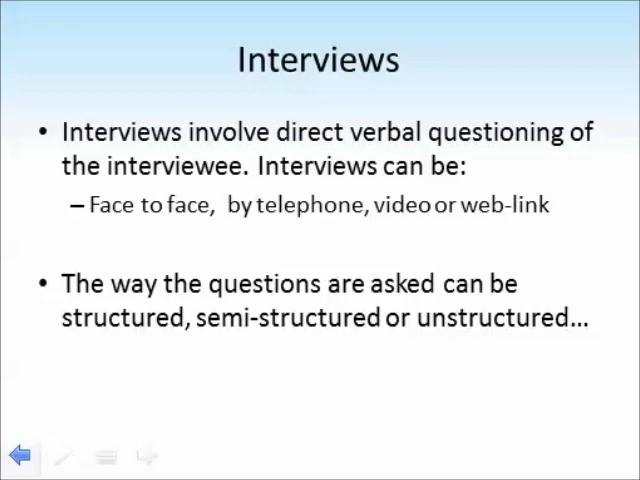 Interviews
• Interviews involve direct verbal questioning of
the interviewee. Interviews can be:
– Face to face, by telephone, video or web-link
• The way the questions are asked can be
structured, semi-structured or unstructured…